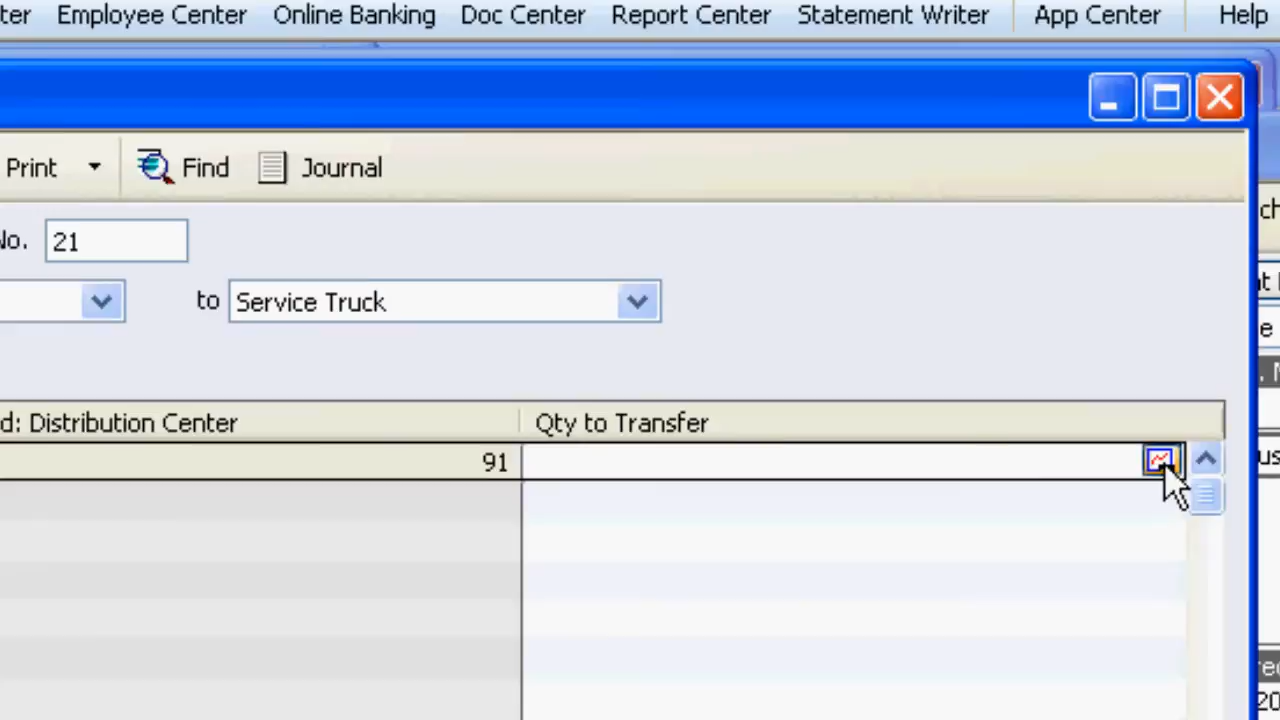 Employee Center Online Banking Doc Center Report Center Statement Writer App Center Help
Print Find Journal
No. 21
to Service Truck
d: Distribution Center Qty to Transfer
91